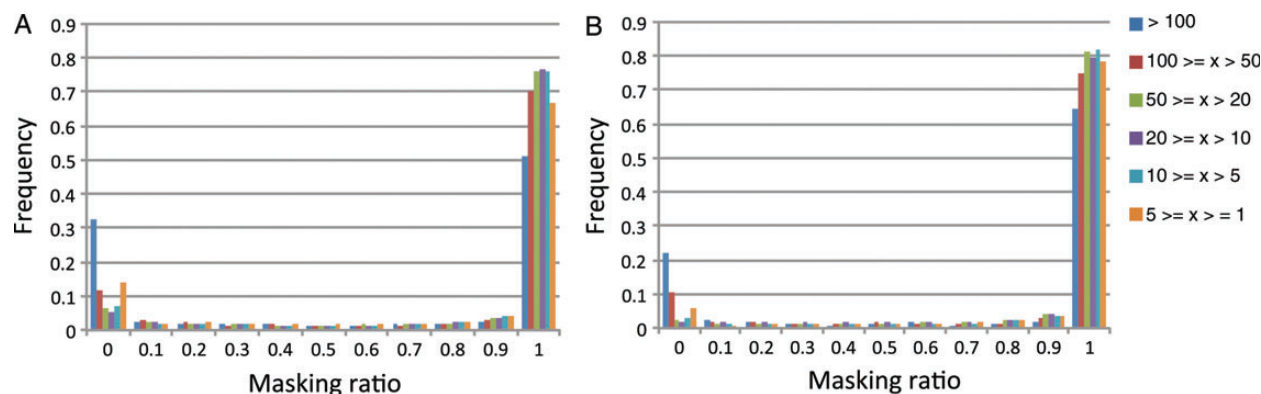 A
0.9
0.8
0.7
0.6
0.5
0.4
0.3
0.2
0.1
0
Frequency
0 0.1 0.2 0.3 0.4 0.5 0.6 0.7 0.8 0.9 1
Masking ratio
B
0.9
0.8
0.7
0.6
0.5
0.4
0.3
0.2
0.1
0
Frequency
0 0.1 0.2 0.3 0.4 0.5 0.6 0.7 0.8 0.9 1
Masking ratio
> 100
100 >= x > 50
50 >= x > 20
20 >= x > 10
10 >= x > 5
5 >= x > = 1